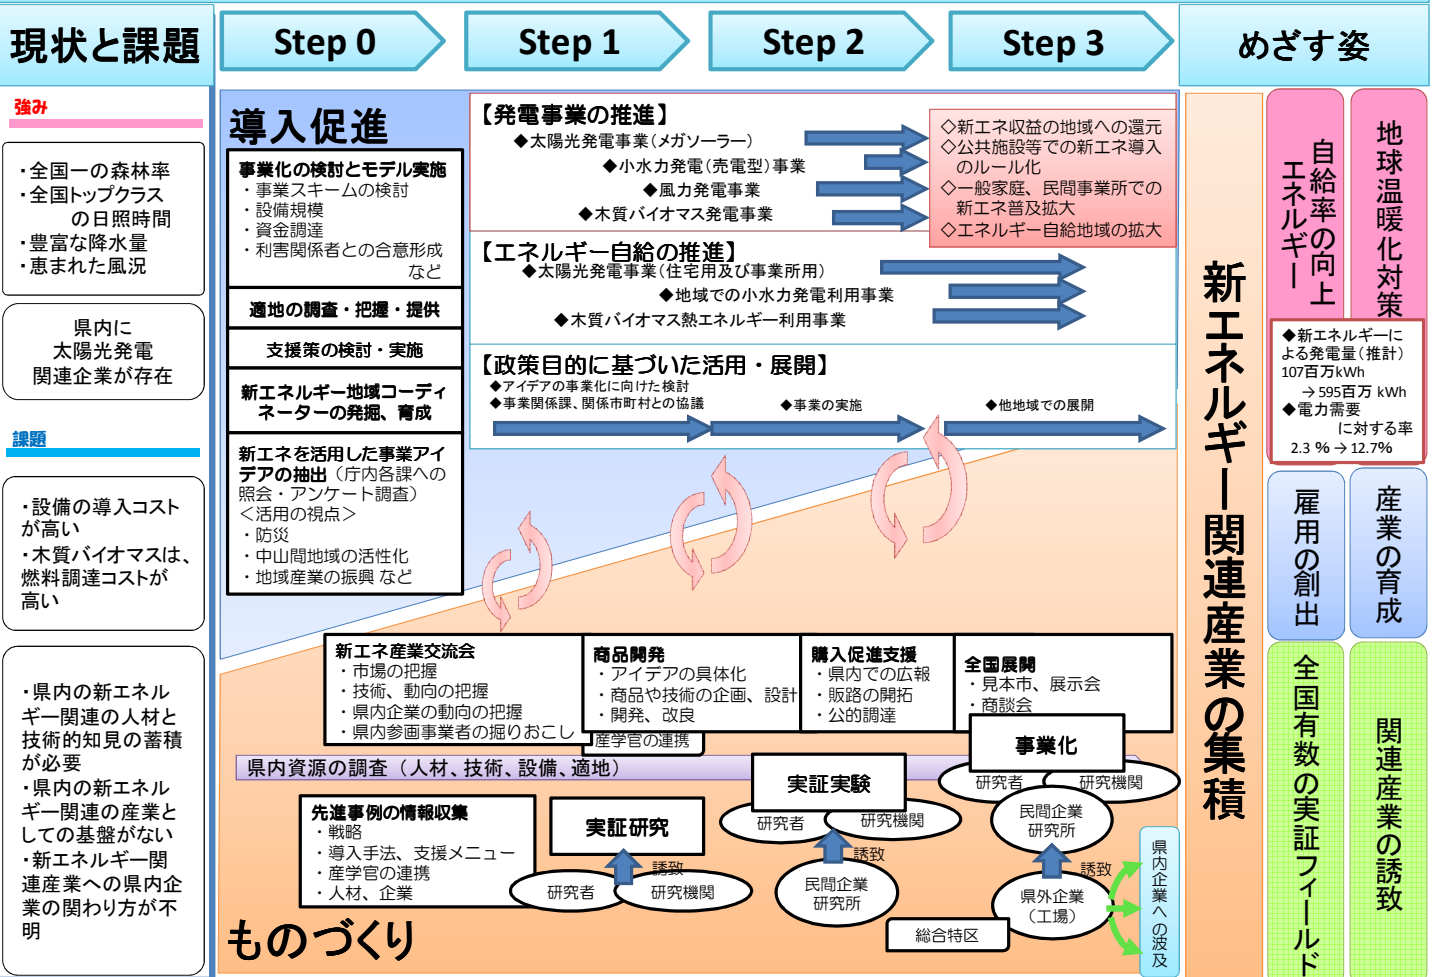 現状と課題
Step 0
Step 1
Step 2
Step 3
めざす姿
強み
・全国一の森林率
・全国トップクラス
の日照時間
・豊富な降水量
・恵まれた風況
県内に
太陽光発電
関連企業が存在
課題
・設備の導入コスト
が高い
・木質バイオマスは、
燃料調達コストが
高い
・県内の新エネル
ギー関連の人材と
技術的知見の蓄積
が必要
・県内の新エネル
ギー関連の産業と
しての基盤がない
・新エネルギー関
連産業への県内企
業の関わり方が不
明
導入促進
事業化の検討とモデル実施
・事業スキームの検討
・設備規模
・資金調達
・利害関係者との合意形成
など
適地の調査・把握・提供
支援策の検討・実施
新エネルギー地域コーディ
ネーターの発掘、育成
新エネを活用した事業アイ
デアの抽出（庁内各課への
照会・アンケート調査）
＜活用の視点＞
・防災
・中山間地域の活性化
・地域産業の振興 など
【発電事業の推進】
◆太陽光発電事業（メガソーラー）
◆小水力発電（売電型）事業
◆風力発電事業
◆木質バイオマス発電事業
◇新エネ収益の地域への還元
◇公共施設等での新エネ導入
のルール化
◇一般家庭、民間事業所での
新エネ普及拡大
◇エネルギー自給地域の拡大
【エネルギー自給の推進】
◆太陽光発電事業（住宅用及び事業所用）
◆地域での小水力発電利用事業
◆木質バイオマス熱エネルギー利用事業
【政策目的に基づいた活用・展開】
◆アイデアの事業化に向けた検討
◆事業関係課、関係市町村との協議
◆事業の実施
◆他地域での展開
新エネ産業交流会
・市場の把握
・技術、動向の把握
・県内企業の動向の把握
・県内参画事業者の掘りおこし
商品開発
・アイデアの具体化
・商品や技術の企画、設計
・開発、改良
産学官の連携
購入促進支援
・県内での広報
・販路の開拓
・公的調達
全国展開
・見本市、展示会
・商談会
県内資源の調査（人材、技術、設備、適地）
先進事例の情報収集
・戦略
・導入手法、支援メニュー
・産学官の連携
・人材、企業
実証研究
誘致
研究者
研究機関
実証実験
研究者
研究機関
誘致
民間企業
研究所
事業化
研究者
研究機関
民間企業
研究所
誘致
県外企業
（工場）
総合特区
県内企業への波及
ものづくり
新エネルギー関連産業の集積
エネルギー
自給率の向上
地球温暖化対策
◆新エネルギーに
よる発電量（推計）
107百万kWh
→ 595百万 kWh
◆電力需要
に対する率
2.3 % → 12.7%
雇用の創出
産業の育成
全国有数の実証フィールド
関連産業の誘致